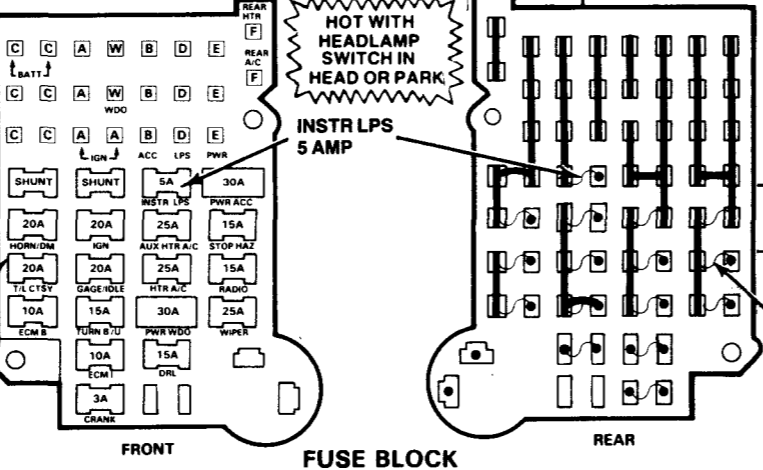 REAR
HTR
F
REAR
A/C
F
HOT WITH
HEADLAMP
SWITCH IN
HEAD OR PARK
C C A W B D E
BATT
C C A W B D E
WDO
C C A A B D E
IGN ACC LPS PWR
INSTR LPS
5 AMP
SHUNT SHUNT 5A 30A
INSTR LPS PWR ACC
20A 20A 25A 15A
HORN/DM IGN AUX HTR A/C STOP HAZ
20A 20A 25A 15A
T/L CTSY GAGE/IDLE HTR A/C RADIO
10A 15A 30A 25A
ECM B TURN B/U PWR WDO WIPER
10A 15A
ECM I DRL
3A
CRANK
FRONT
FUSE BLOCK
REAR